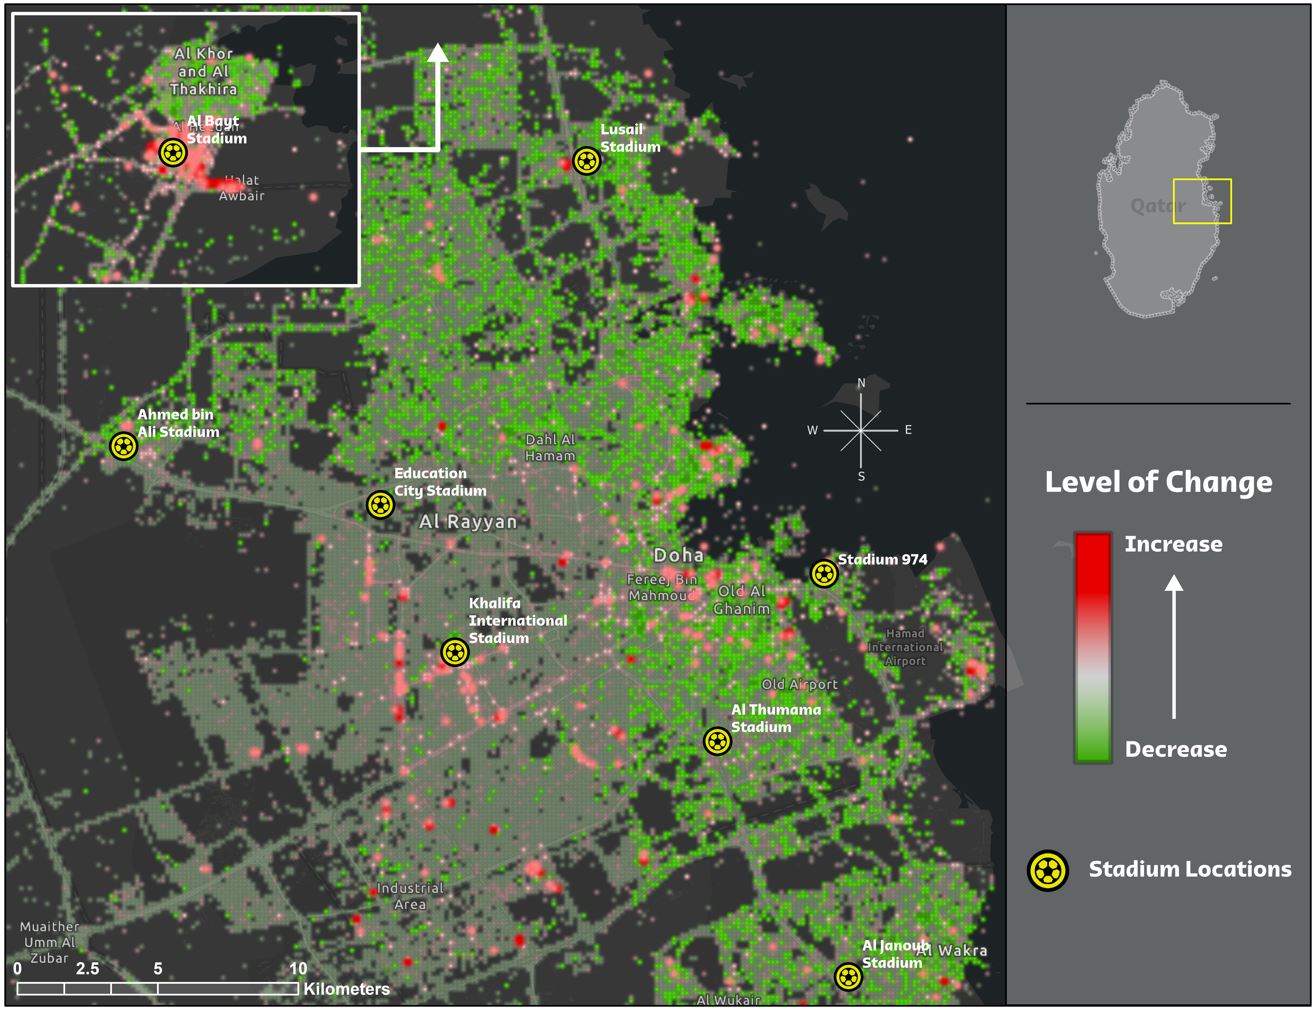 Al Khor
and Al
Thakhira
Al Bayt
Stadium
Halat
Awbair
Lusail
Stadium
Qatar
Ahmed bin
Ali Stadium
Dahl Al
Hamam
N
W
E
S
Education
City Stadium
Al Rayyan
Level of Change
Increase
Decrease
Doha
Fereej Bin
Mahmoud
Old Al
Ghanim
Stadium 974
Khalifa
International
Stadium
Hamad
International
Airport
Old Airport
Al Thumama
Stadium
Stadium Locations
Industrial
Area
Muaither
Umm Al
Zubar
Al Janoub
Stadium
Al Wakra
Al Wukair
0 2.5 5 10
Kilometers